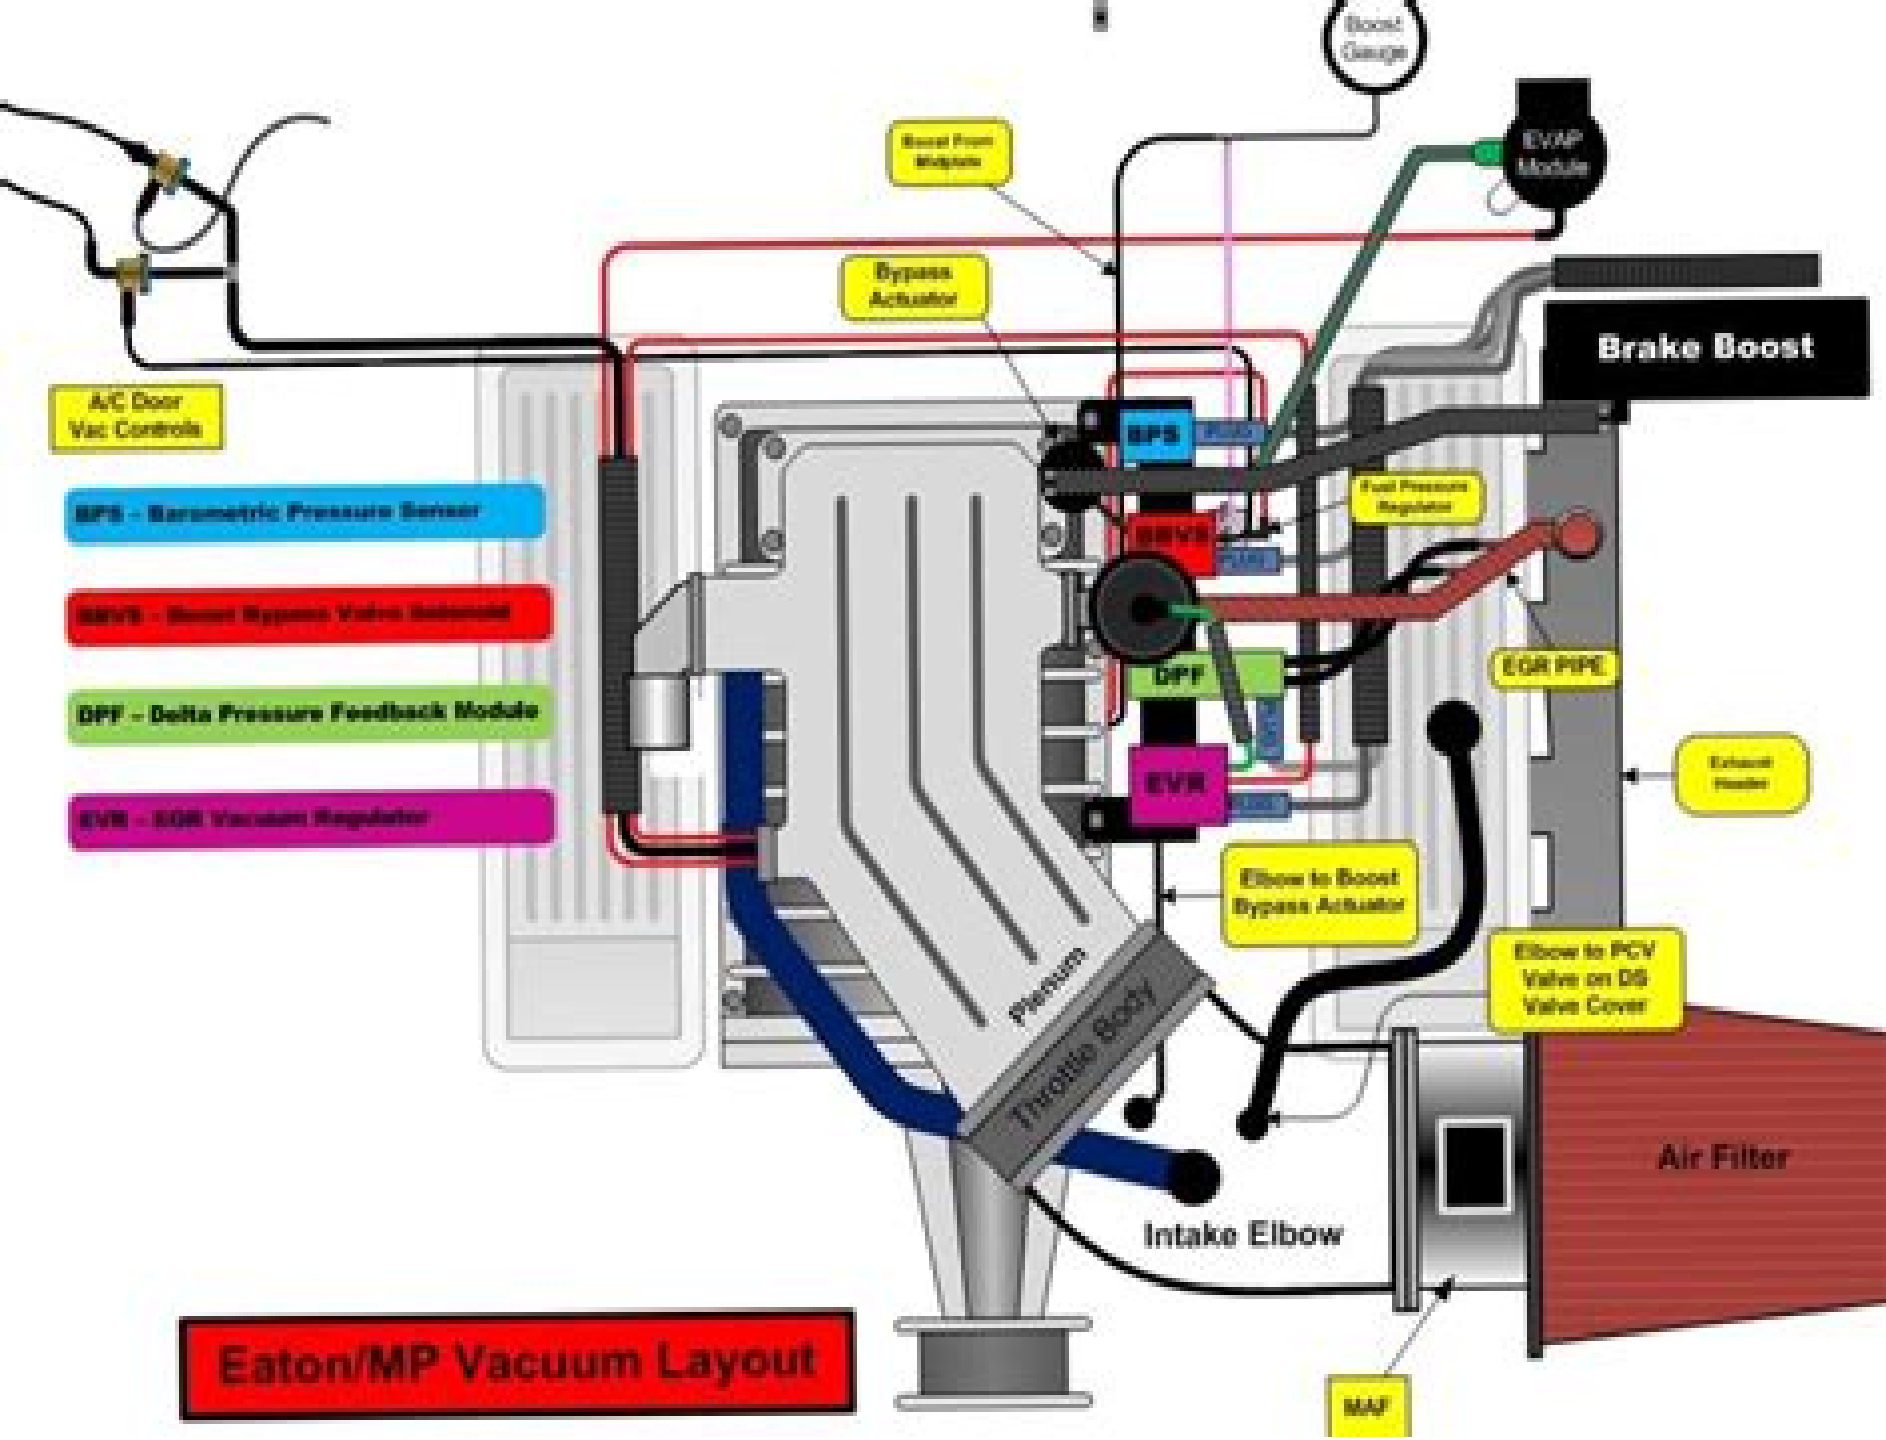 Boost
Gauge
EVAP
Module
Boost From
Midplate
Bypass
Actuator
Brake Boost
A/C Door
Vac Controls
BPS
PLUG
Fuel Pressure
Regulator
BPS – Barometric Pressure Sensor
BBVS
PLUG
BBVS – Boost Bypass Valve Solenoid
EGR PIPE
DPF
DPF – Delta Pressure Feedback Module
EVR
PLUG
Exhaust
Header
EVR – EGR Vacuum Regulator
Elbow to Boost
Bypass Actuator
Elbow to PCV
Valve on DS
Valve Cover
Plenum
Throttle Body
Air Filter
Intake Elbow
Eaton/MP Vacuum Layout
MAF